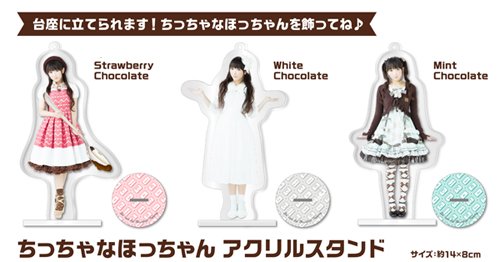 台座に立てられます！ちっちゃなほっちゃんを飾ってね♪
Strawberry
Chocolate
White
Chocolate
Mint
Chocolate
ちっちゃなほっちゃん アクリルスタンド
サイズ：約14×8cm